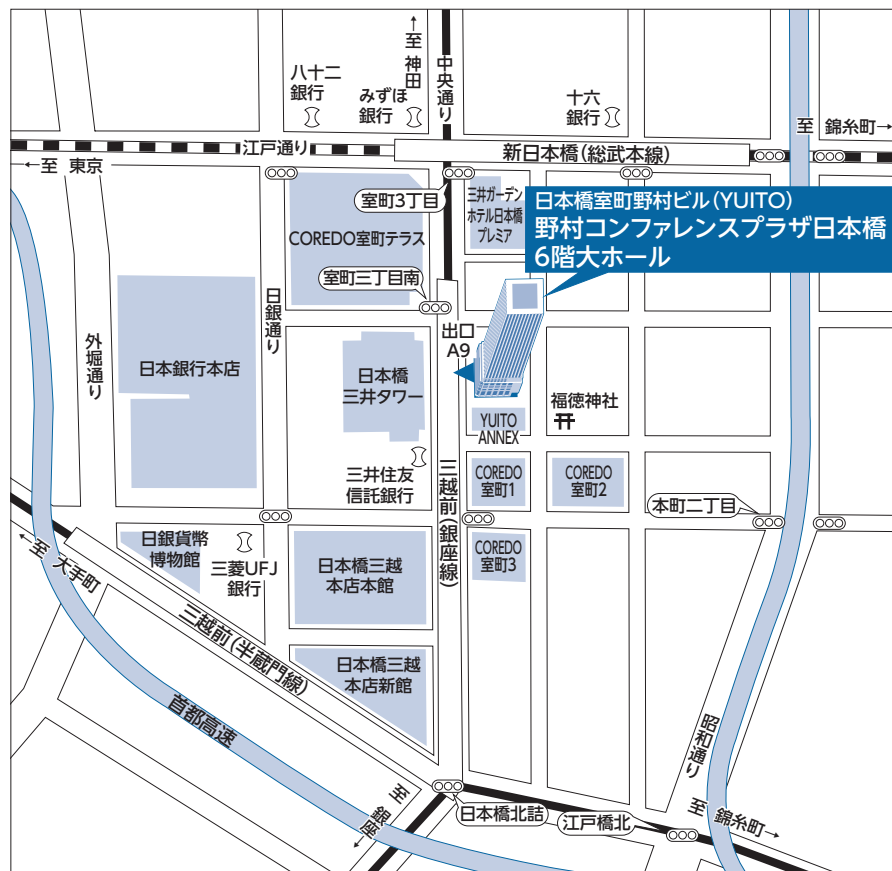 ←至 神田
中央通り
八十二
銀行
みずほ
銀行
十六
銀行
至 錦糸町→
江戸通り
新日本橋（総武本線）
←至 東京
室町3丁目
三井ガーデン
ホテル日本橋
プレミア
日本橋室町野村ビル（YUITO）
野村コンファレンスプラザ日本橋
6階大ホール
COREDO室町テラス
室町三丁目南
日銀通り
外堀通り
出口
A9
日本銀行本店
日本橋
三井タワー
福徳神社
YUITO
ANNEX
三井住友
信託銀行
三越前（銀座線）
COREDO
室町1
COREDO
室町2
本町二丁目
日銀貨幣
博物館
三菱UFJ
銀行
日本橋三越
本店本館
COREDO
室町3
←至 大手町
三越前（半蔵門線）
日本橋三越
本店新館
首都高速
昭和通り
至 銀座→
日本橋北詰
江戸橋北
至 錦糸町→